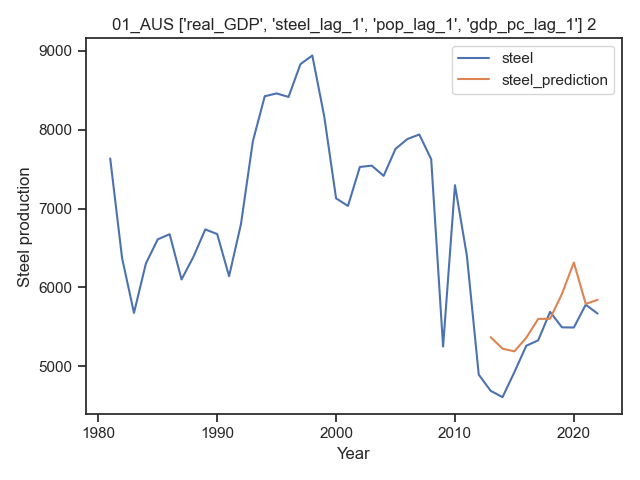 01_AUS ['real_GDP', 'steel_lag_1', 'pop_lag_1', 'gdp_pc_lag_1'] 2
steel
steel_prediction
9000
8000
7000
6000
5000
Steel production
1980
1990
2000
2010
2020
Year